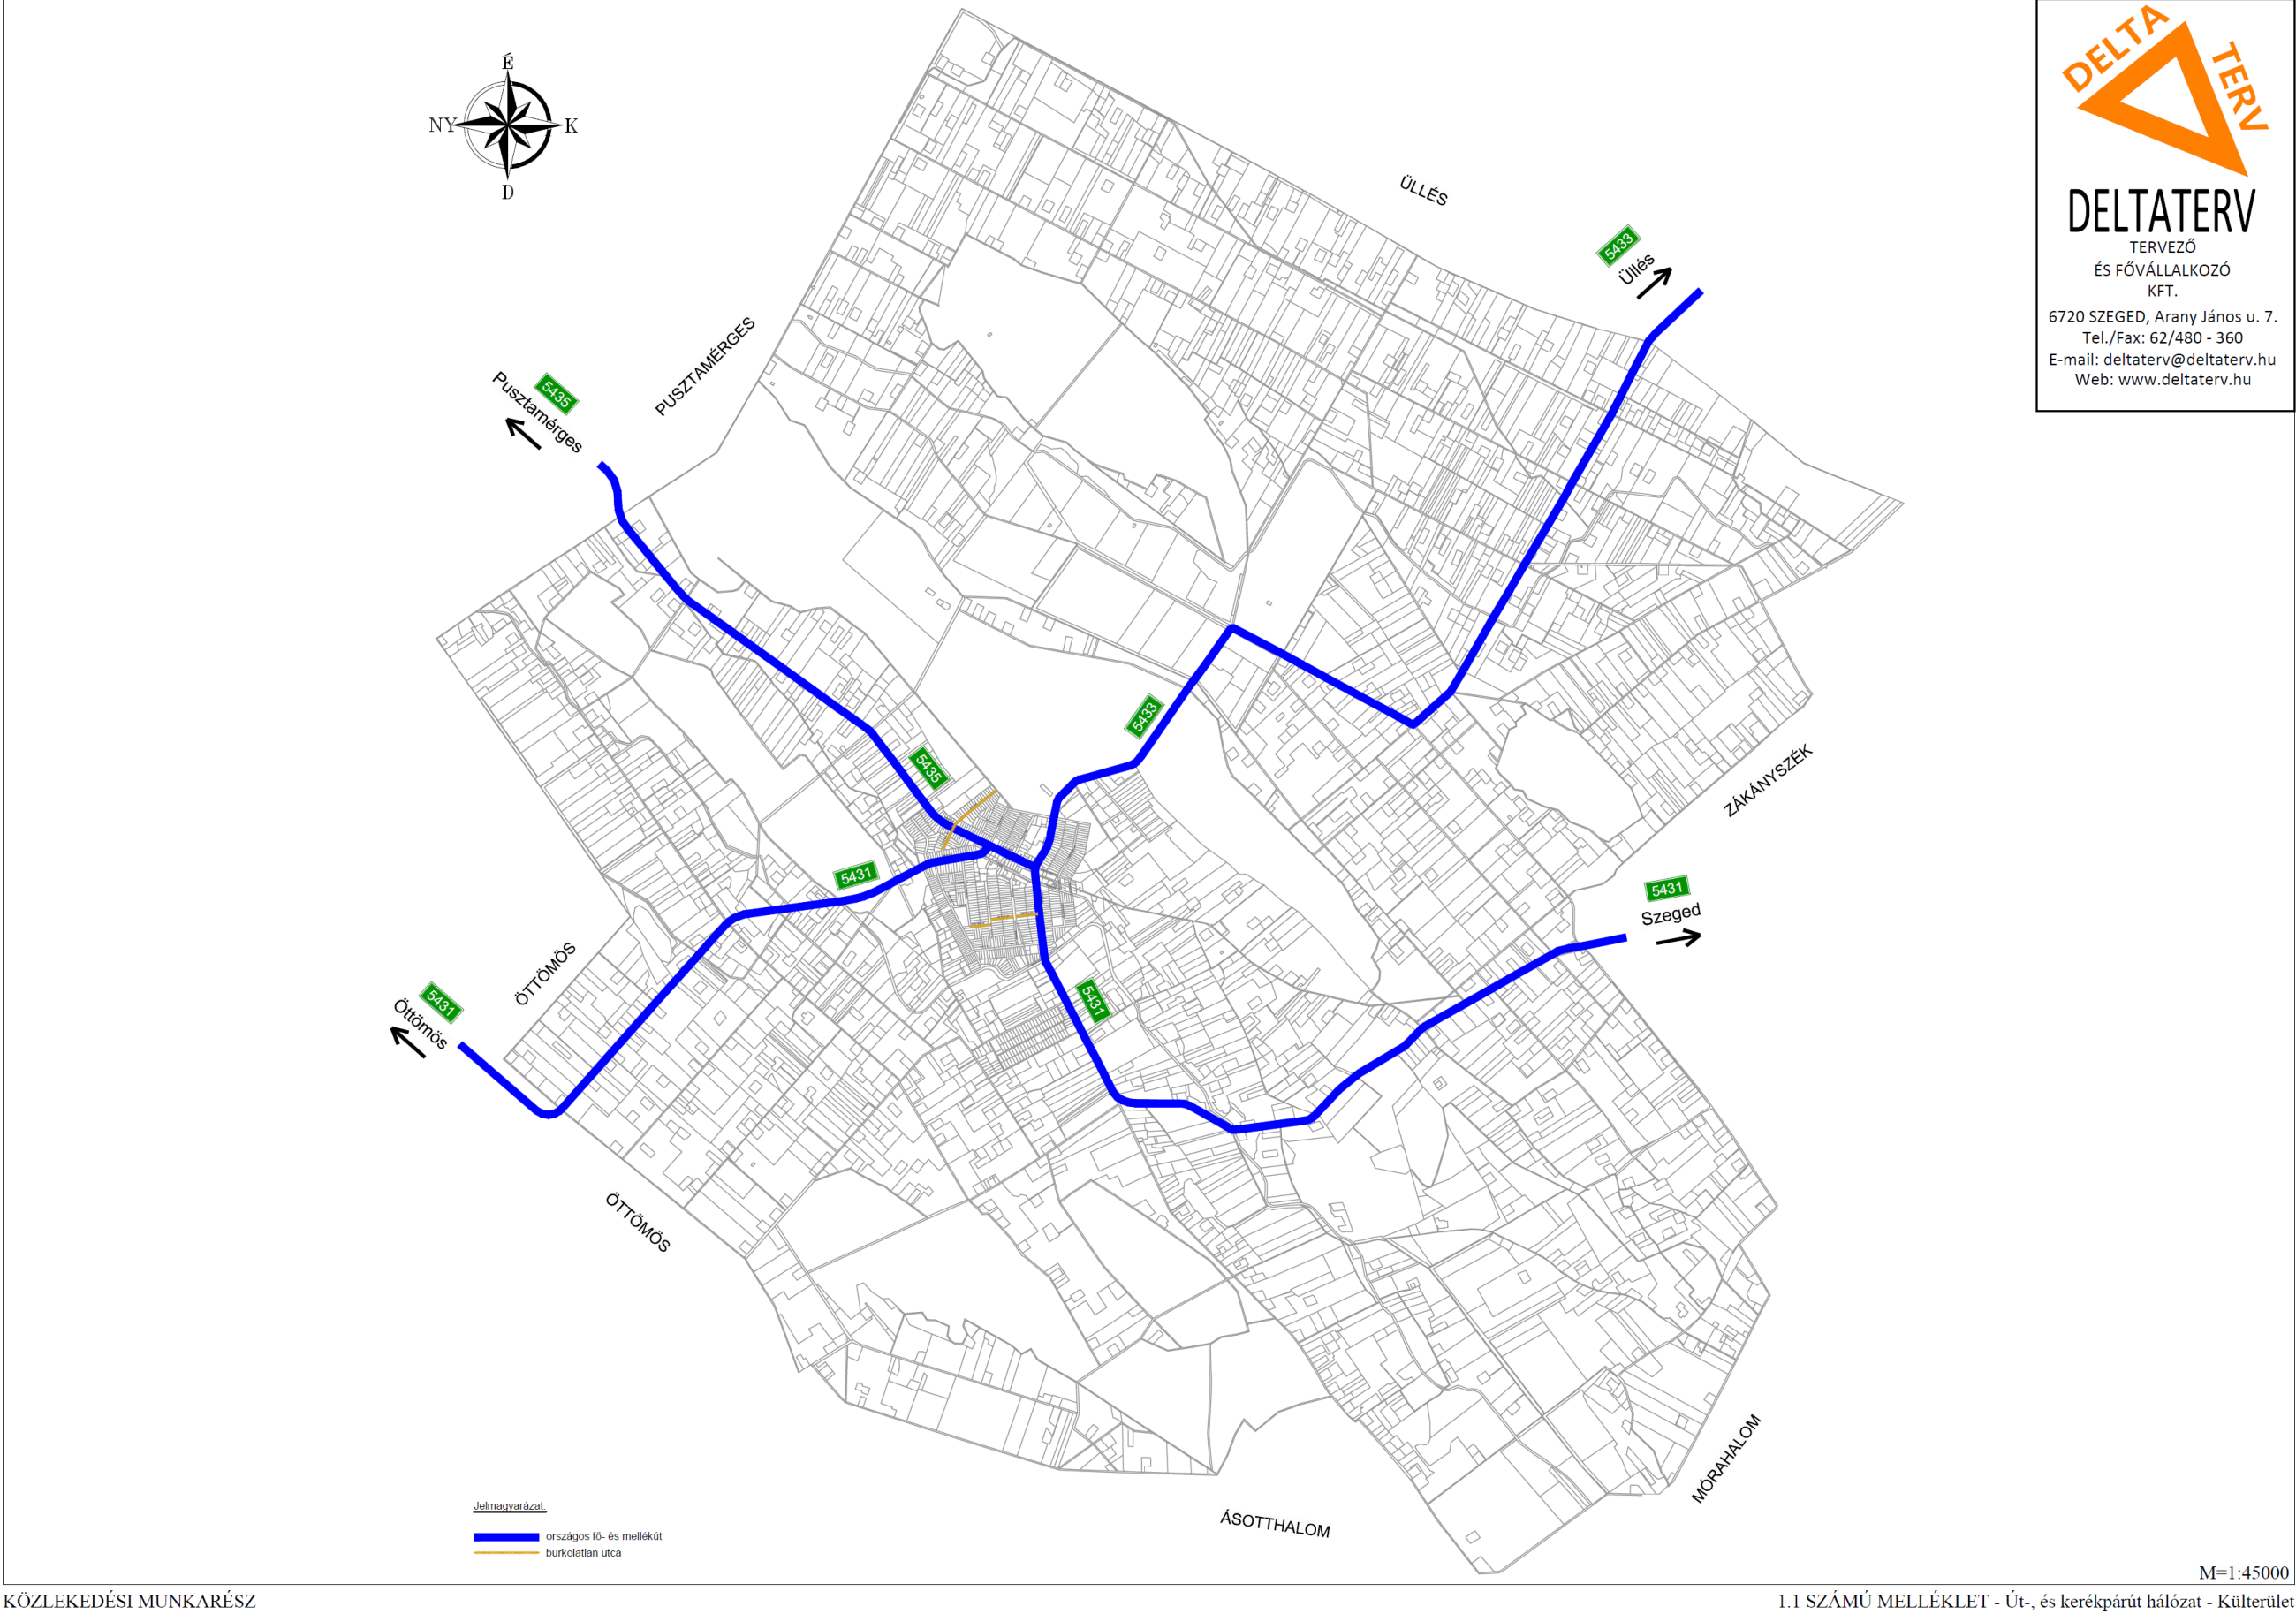 É
NY
K
D
DELTA
TERV
DELTATERV
TERVEZŐ
ÉS FŐVÁLLALKOZÓ
KFT.
6720 SZEGED, Arany János u. 7.
Tel./Fax: 62/480 - 360
E-mail: deltaterv@deltaterv.hu
Web: www.deltaterv.hu
ÜLLÉS
5433
Üllés
PUSZTAMÉRGES
5435
Pusztamérges
5433
5435
ZÁKÁNYSZÉK
5431
5431
Szeged
ÖTTÖMÖS
5431
Öttömös
5431
ÖTTÖMÖS
MÓRAHALOM
ÁSOTTHALOM
Jelmagyarázat:
országos fő- és mellékút
burkolatlan utca
M=1:45000
KÖZLEKEDÉSI MUNKARÉSZ
1.1 SZÁMÚ MELLÉKLET - Út-, és kerékpárút hálózat - Külterület